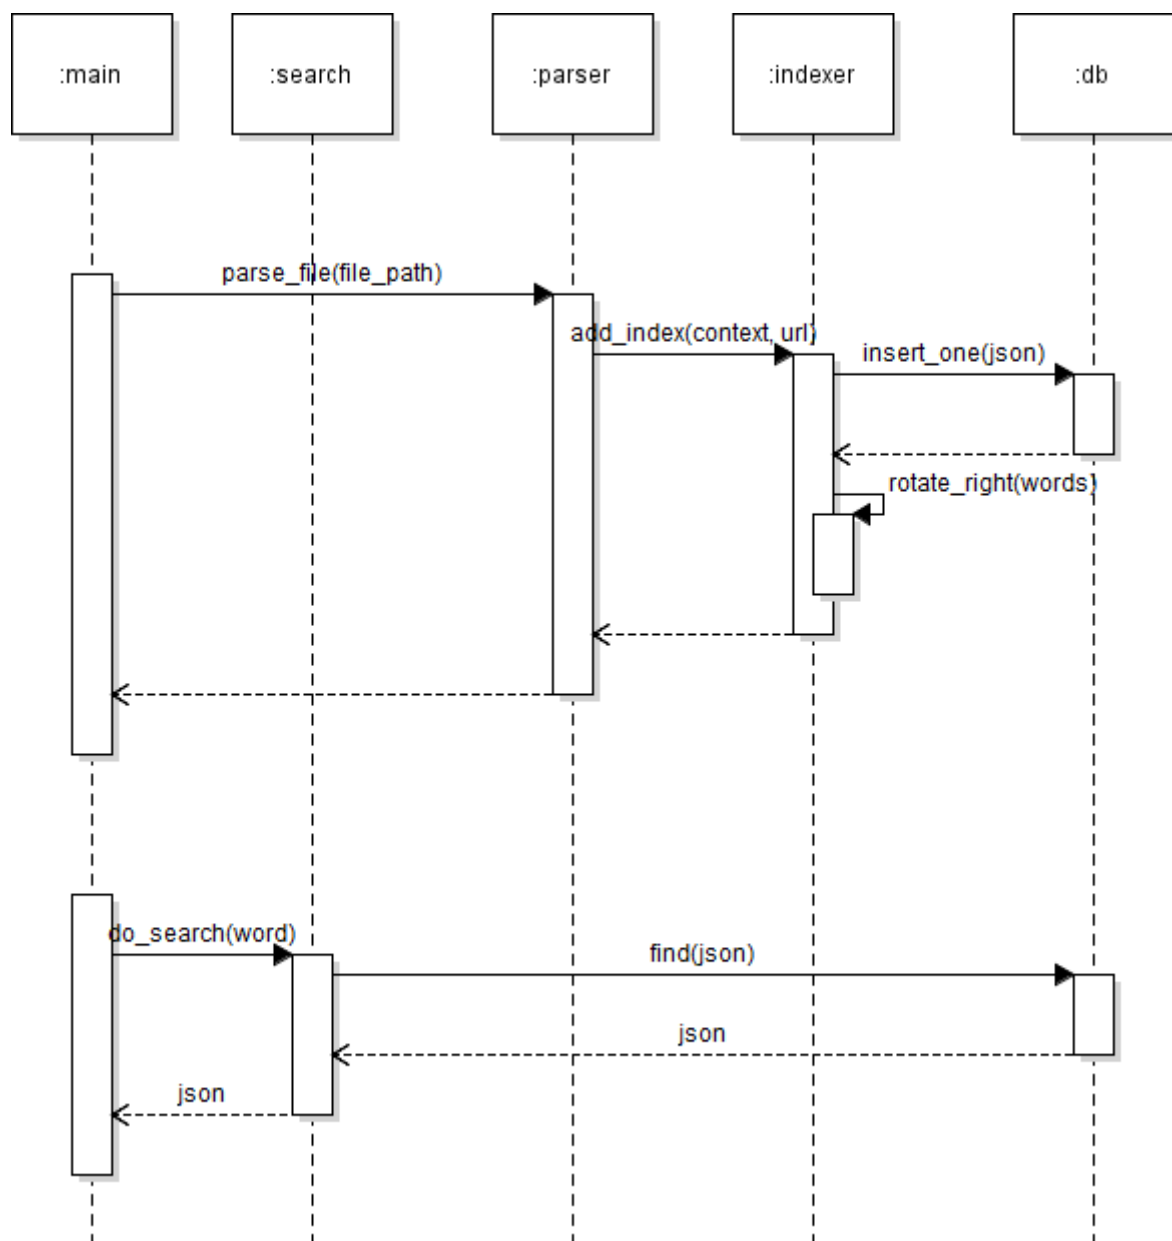 :main
:search
:parser
:indexer
:db
parse_file(file_path)
add_index(context, url)
insert_one(json)
rotate_right(words)
do_search(word)
find(json)
json
json